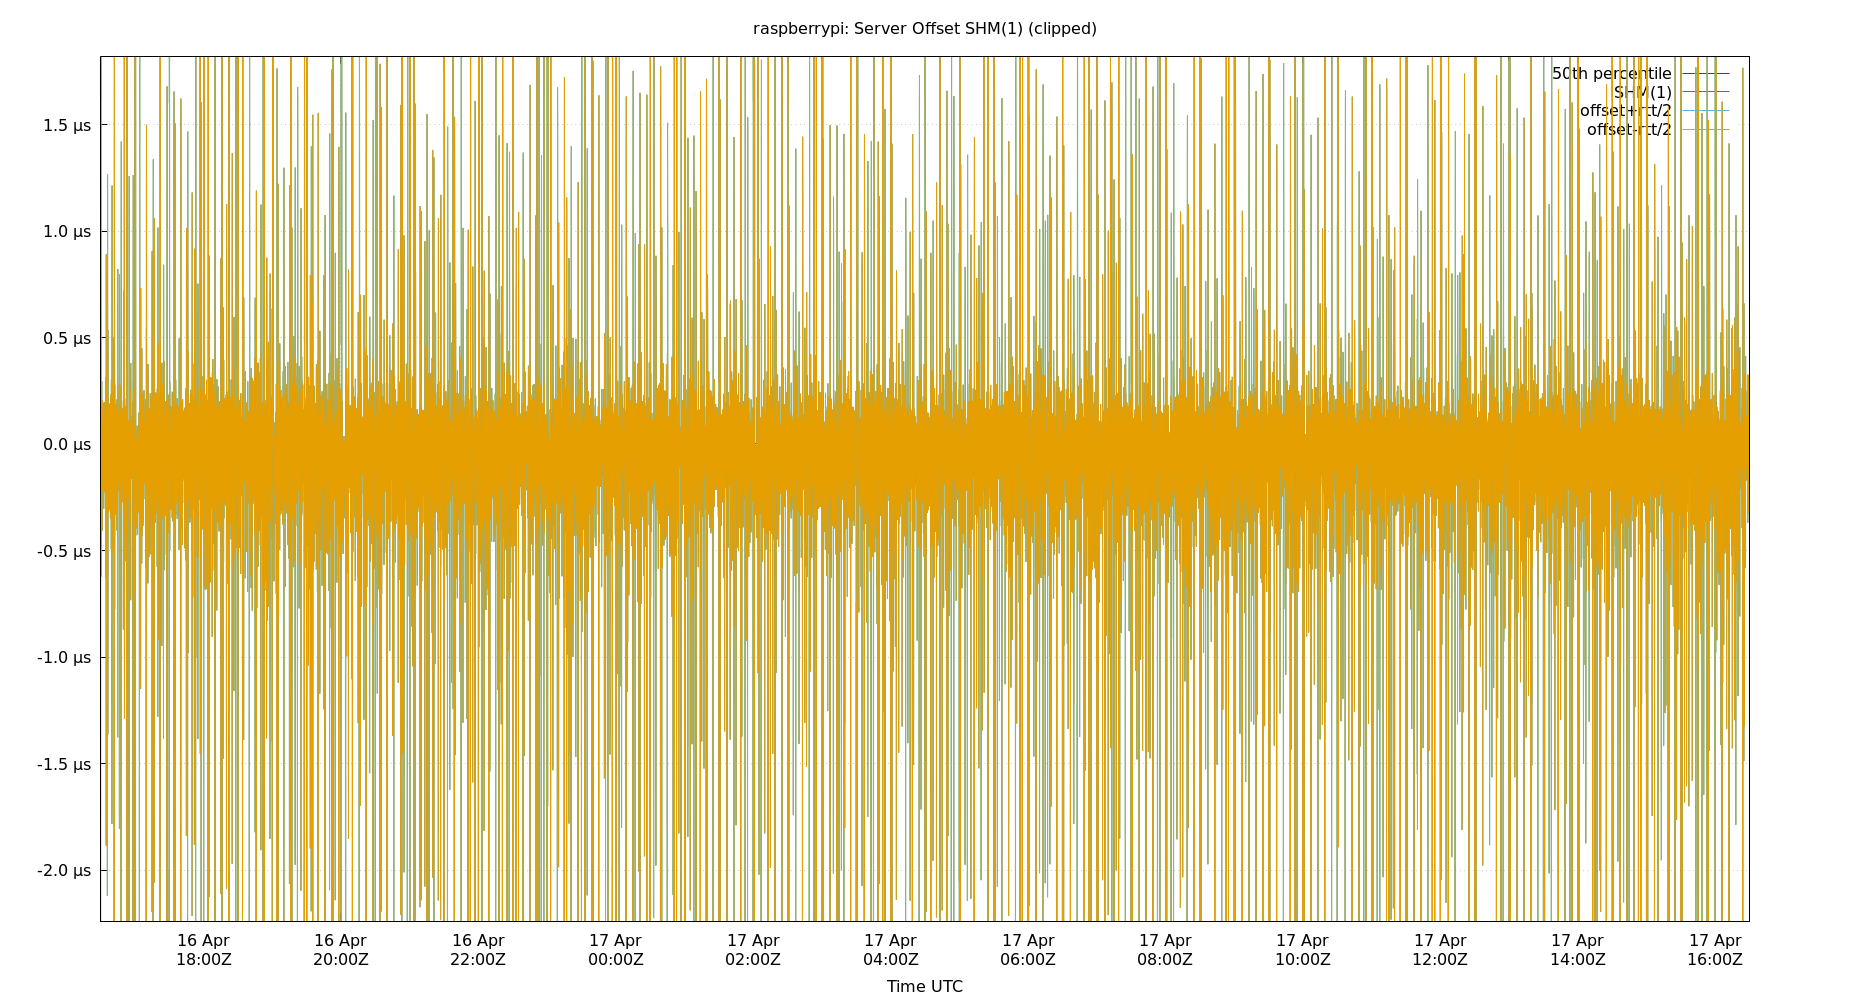 raspberrypi: Server Offset SHM(1) (clipped)
50th percentile
SHM(1)
offset+rtt/2
offset-rtt/2
1.5 µs
1.0 µs
0.5 µs
0.0 µs
-0.5 µs
-1.0 µs
-1.5 µs
-2.0 µs
16 Apr 16 Apr 16 Apr 17 Apr 17 Apr 17 Apr 17 Apr 17 Apr 17 Apr 17 Apr 17 Apr 17 Apr
18:00Z 20:00Z 22:00Z 00:00Z 02:00Z 04:00Z 06:00Z 08:00Z 10:00Z 12:00Z 14:00Z 16:00Z
Time UTC